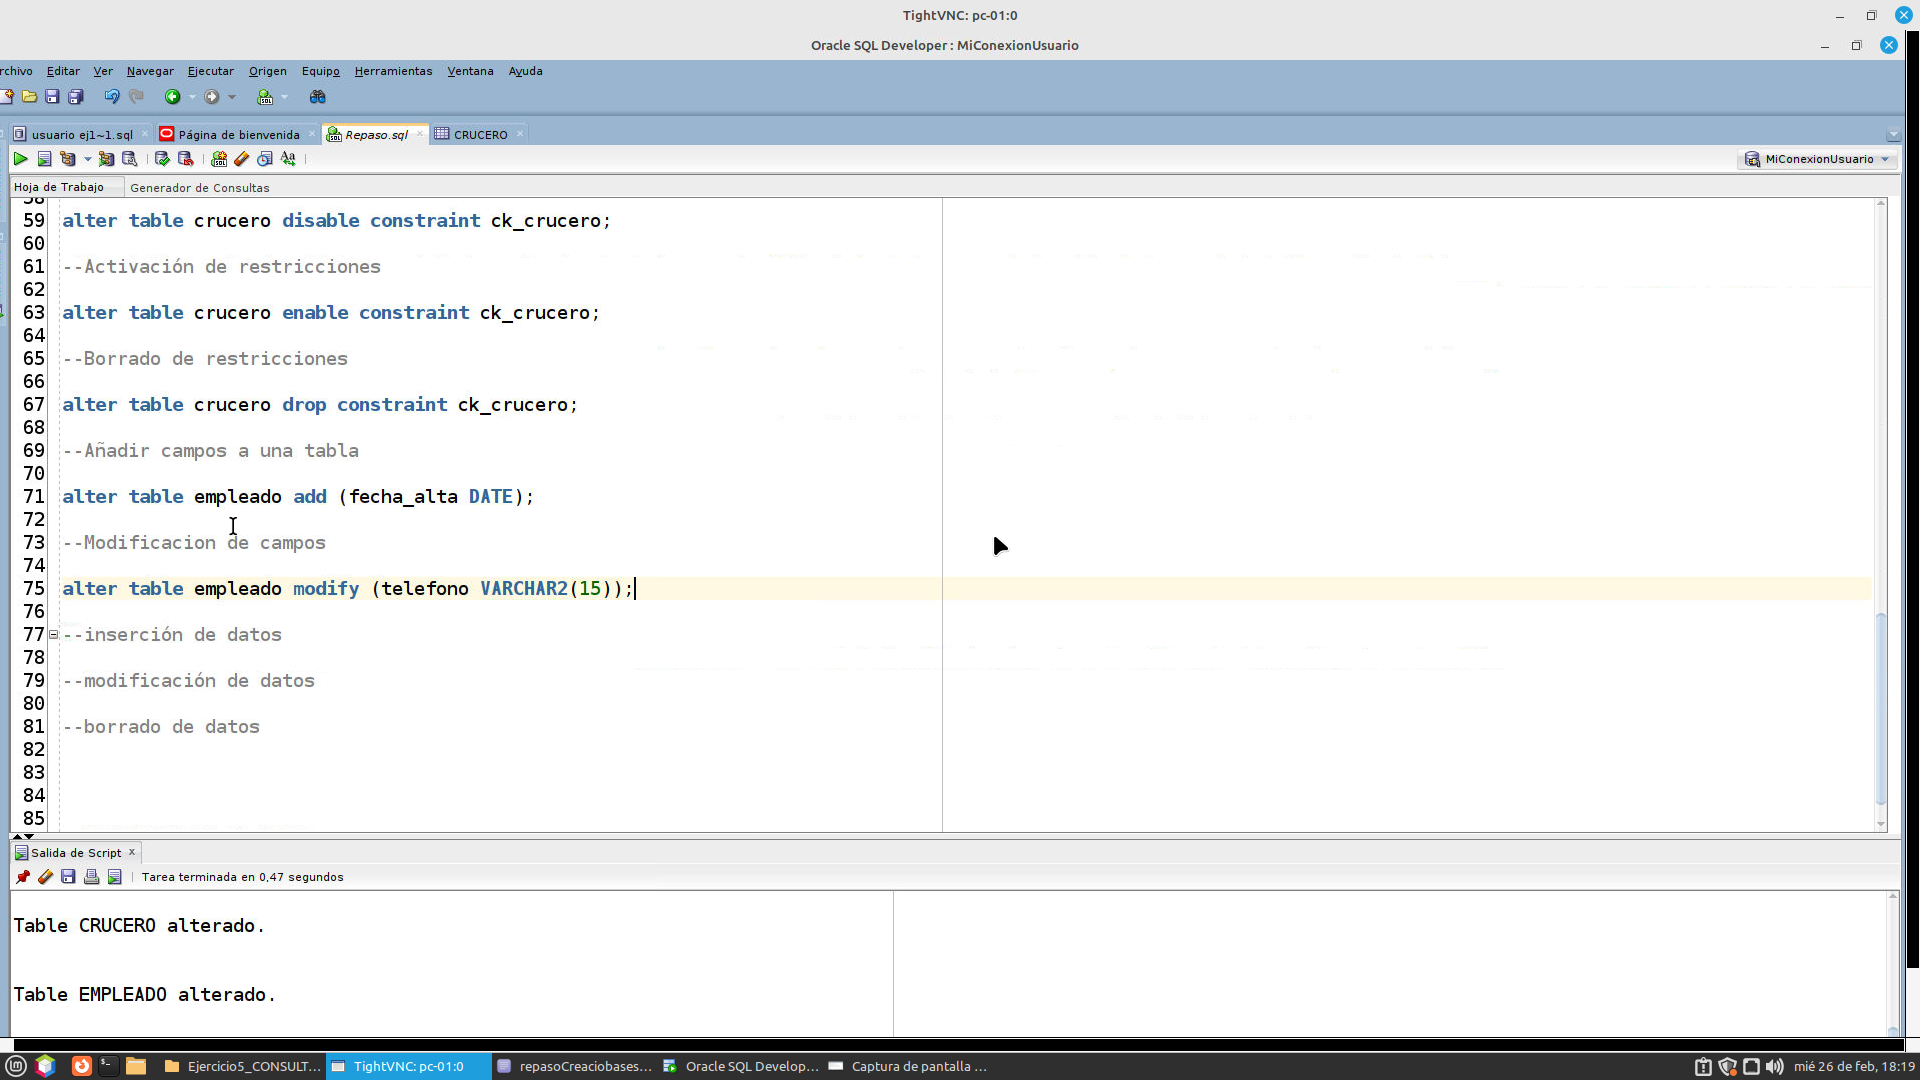 TightVNC: pc-01:0
Oracle SQL Developer : MiConexionUsuario
rchivo Editar Ver Navegar Ejecutar Origen Equipo Herramientas Ventana Ayuda
usuario ej1~1.sql Página de bienvenida Repaso.sql CRUCERO
MiConexionUsuario
Hoja de Trabajo Generador de Consultas
58
59 alter table crucero disable constraint ck_crucero;
60
61 --Activación de restricciones
62
63 alter table crucero enable constraint ck_crucero;
64
65 --Borrado de restricciones
66
67 alter table crucero drop constraint ck_crucero;
68
69 --Añadir campos a una tabla
70
71 alter table empleado add (fecha_alta DATE);
72
73 --Modificacion de campos
74
75 alter table empleado modify (telefono VARCHAR2(15));
76
77 --inserción de datos
78
79 --modificación de datos
80
81 --borrado de datos
82
83
84
85
Salida de Script
Tarea terminada en 0,47 segundos
Table CRUCERO alterado.
Table EMPLEADO alterado.
Ejercicio5_CONSULT... TightVNC: pc-01:0 repasoCreaciobases... Oracle SQL Develop... Captura de pantalla ... mié 26 de feb, 18:19